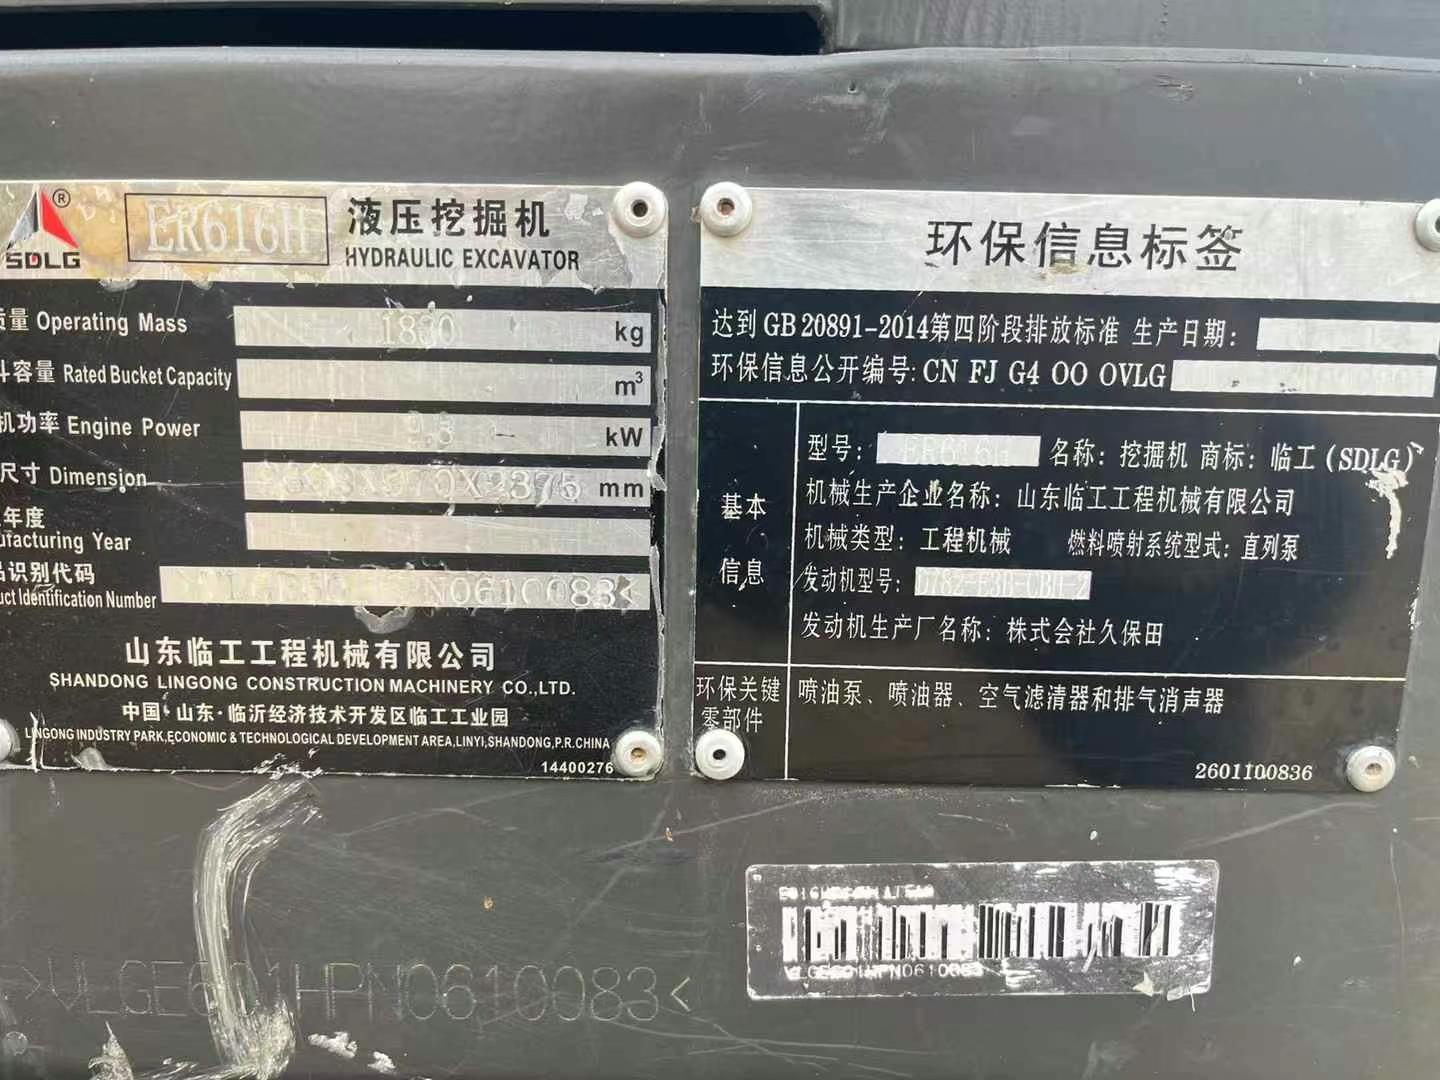 SDLG
®
ER616H
液压挖掘机
HYDRAULIC EXCAVATOR
质量 Operating Mass kg
斗容量 Rated Bucket Capacity m³
机功率 Engine Power kW
尺寸 Dimension mm
年度
ufacturing Year
品识别代码
uct Identification Number
山东临工工程机械有限公司
SHANDONG LINGONG CONSTRUCTION MACHINERY CO.,LTD.
中国·山东·临沂经济技术开发区临工工业园
LINGONG INDUSTRY PARK,ECONOMIC & TECHNOLOGICAL DEVELOPMENT AREA,LINYI,SHANDONG,P.R.CHINA
14400276
环保信息标签
达到GB 20891-2014第四阶段排放标准 生产日期:
环保信息公开编号: CN FJ G4 00 0VLG
基本
信息
型号: ER616H 名称: 挖掘机 商标: 临工 (SDLG)
机械生产企业名称: 山东临工工程机械有限公司
机械类型: 工程机械 燃料喷射系统型式: 直列泵
发动机型号: D782-E3B-CBH-2
发动机生产厂名称: 株式会社久保田
环保关键
零部件
喷油泵、喷油器、空气滤清器和排气消声器
2601100836
VLGE601HPN0610083
>VLGE601HPN0610083<